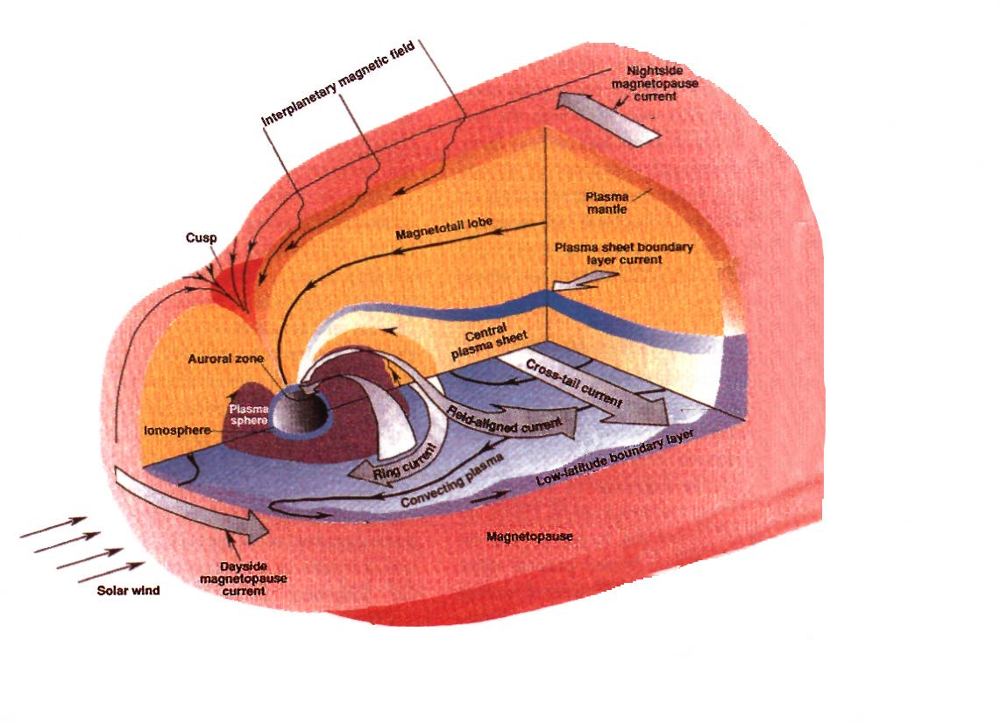 Interplanetary magnetic field
Nightside
magnetopause
current
Plasma
mantle
Magnetotail lobe
Cusp
Plasma sheet boundary
layer current
Central
plasma sheet
Auroral zone
Cross-tail current
Plasma
sphere
Field-aligned current
Ionosphere
Ring current
Low-latitude boundary layer
Convecting plasma
Magnetopause
Dayside
magnetopause
current
Solar wind